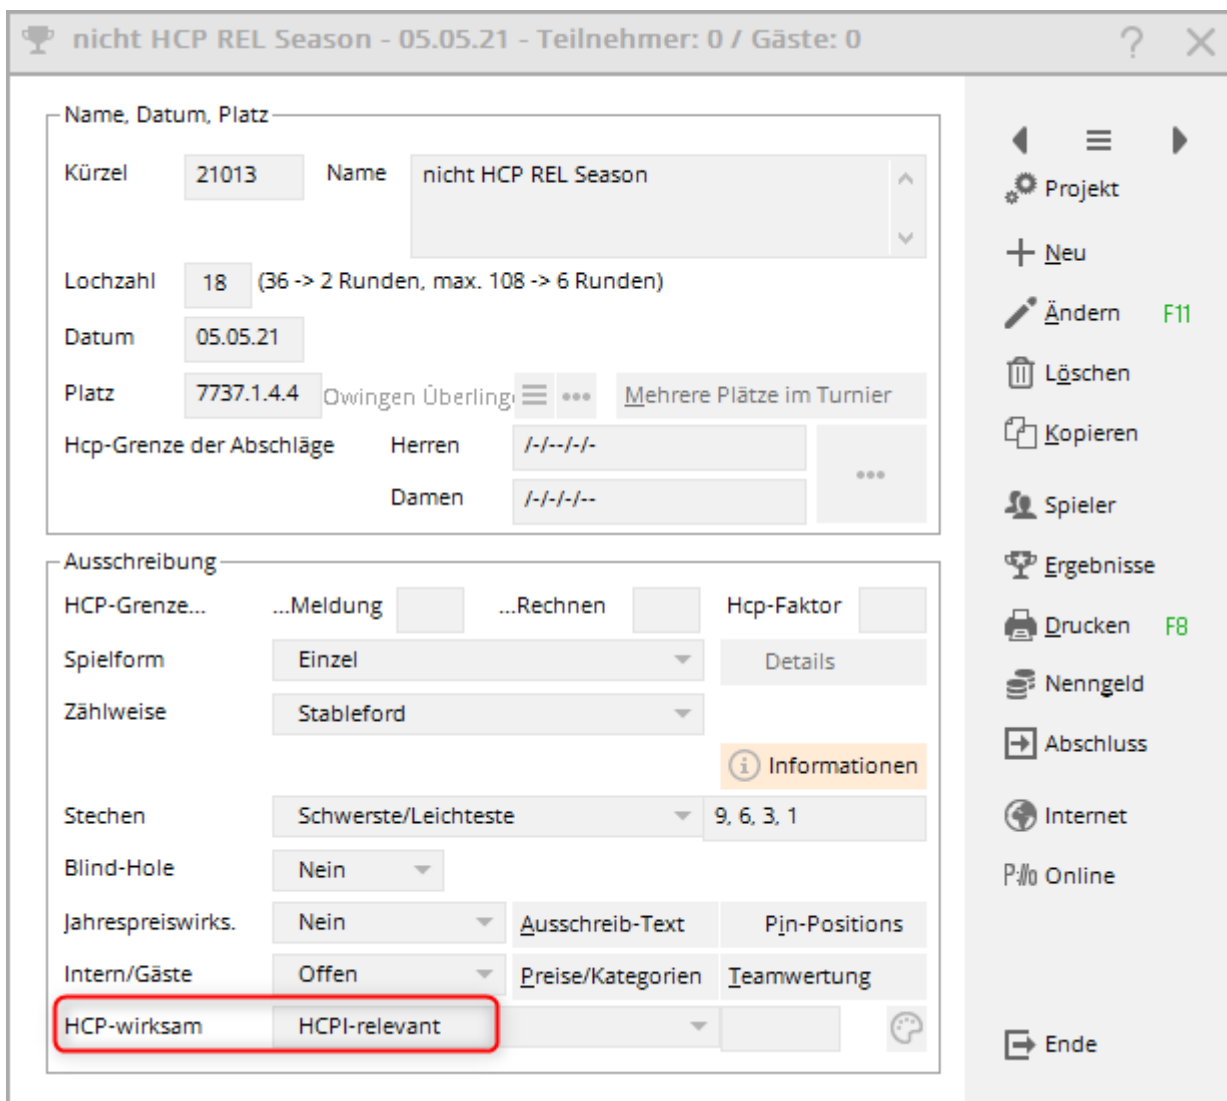 nicht HCP REL Season - 05.05.21 - Teilnehmer: 0 / Gäste: 0 ?
Name, Datum, Platz
Kürzel 21013 Name nicht HCP REL Season
Lochzahl 18 (36 -> 2 Runden, max. 108 -> 6 Runden)
Datum 05.05.21
Platz 7737.1.4.4 Owingen Überling Mehrere Plätze im Turnier
Hcp-Grenze der Abschläge Herren /-/--/-/-
Damen /-/-/-/--
Ausschreibung
HCP-Grenze... ...Meldung ...Rechnen Hcp-Faktor
Spielform Einzel Details
Zählweise Stableford
Informationen
Stechen Schwerste/Leichteste 9, 6, 3, 1
Blind-Hole Nein
Jahrespreiswirks. Nein Ausschreib-Text Pin-Positions
Intern/Gäste Offen Preise/Kategorien Teamwertung
HCP-wirksam HCPI-relevant
Projekt
Neu
Ändern F11
Löschen
Kopieren
Spieler
Ergebnisse
Drucken F8
Nenngeld
Abschluss
Internet
P://o Online
Ende